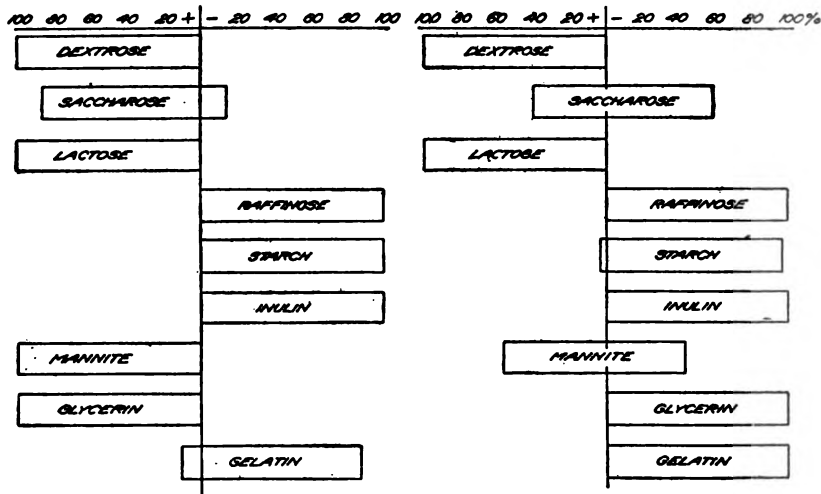 100 80 60 40 20 + - 20 40 60 80 100
DEXTROSE
SACCHAROSE
LACTOSE
RAFFINOSE
STARCH
INULIN
MANNITE
GLYCERIN
GELATIN
100 80 60 40 20 + - 20 40 60 80 100%
DEXTROSE
SACCHAROSE
LACTOSE
RAFFINOSE
STARCH
INULIN
MANNITE
GLYCERIN
GELATIN